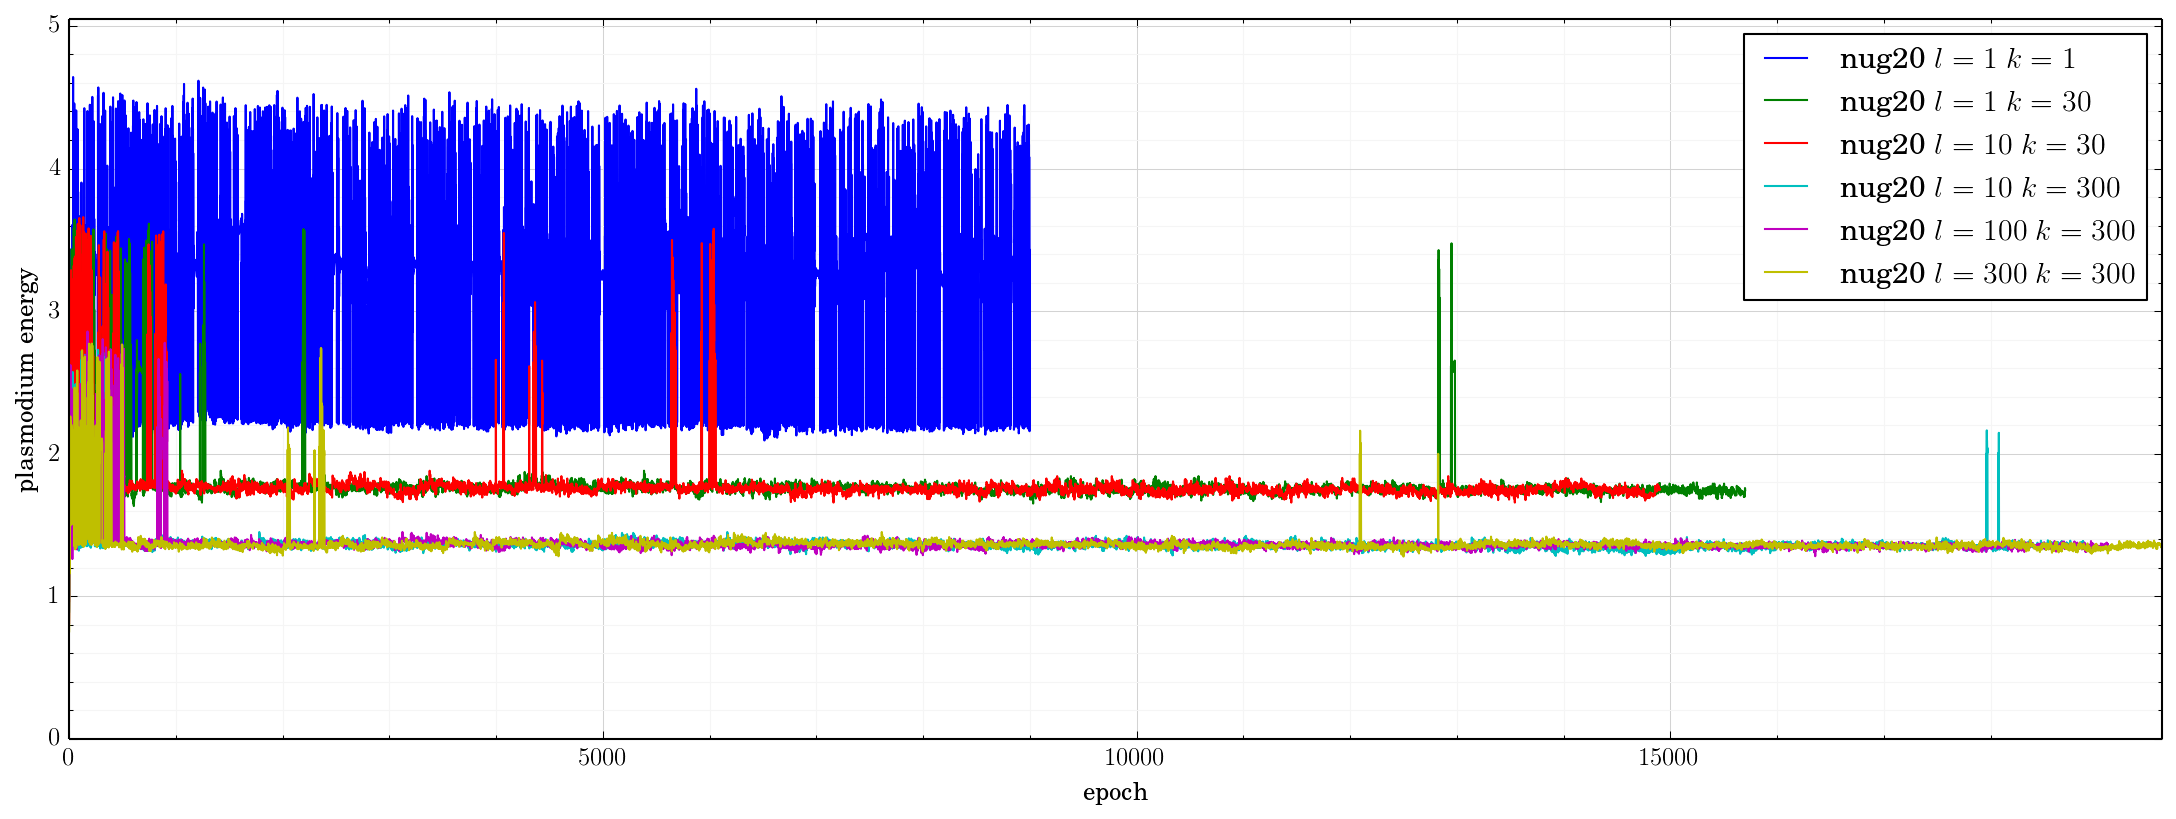 5
4
3
2
1
0
plasmodium energy
0 5000 10000 15000
epoch
nug20 l = 1 k = 1
nug20 l = 1 k = 30
nug20 l = 10 k = 30
nug20 l = 10 k = 300
nug20 l = 100 k = 300
nug20 l = 300 k = 300